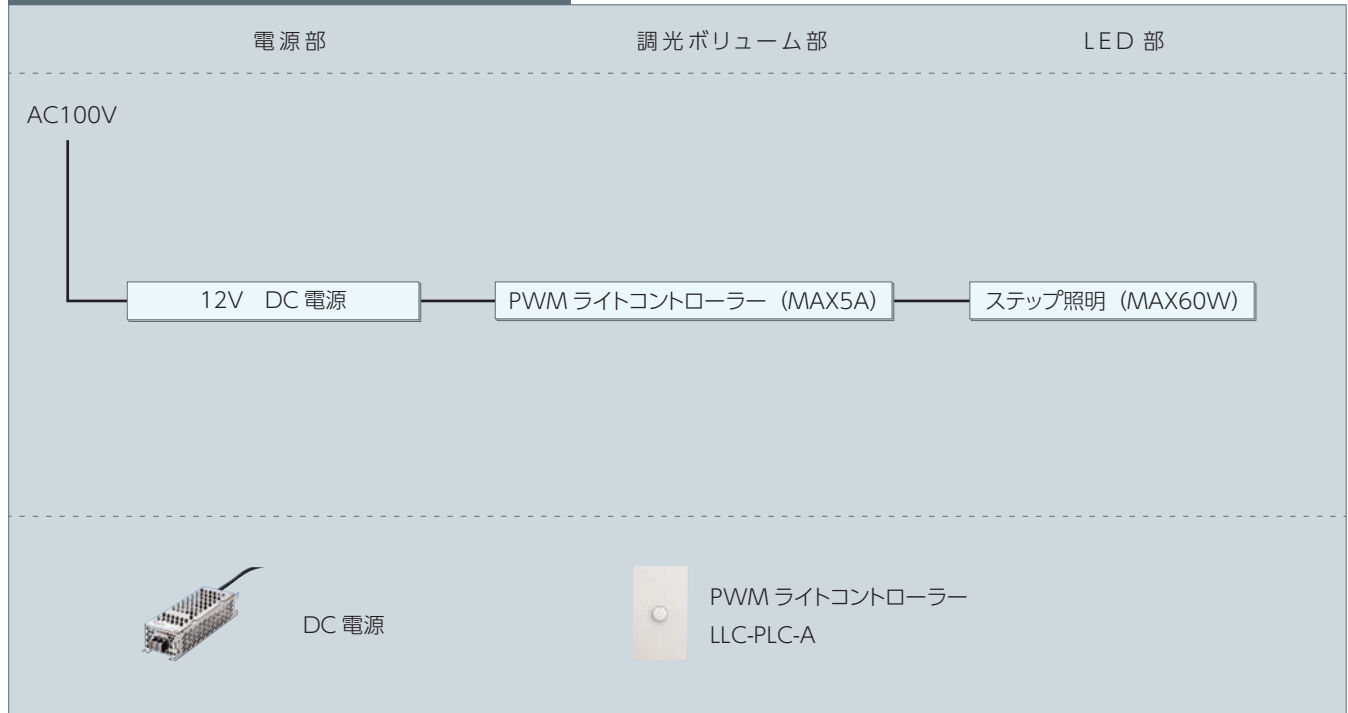 電源部
調光ボリューム部
LED 部
AC100V
12V　DC 電源
PWM ライトコントローラー（MAX5A）
ステップ照明（MAX60W）
DC 電源
PWM ライトコントローラー
LLC-PLC-A